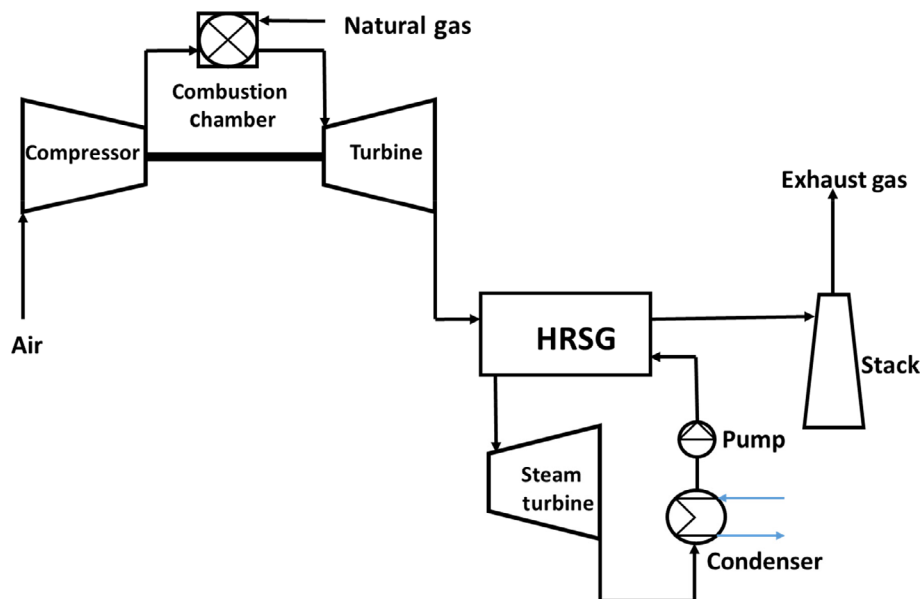 Natural gas
Combustion
chamber
Compressor
Turbine
Exhaust gas
Air
HRSG
Stack
Pump
Steam
turbine
Condenser